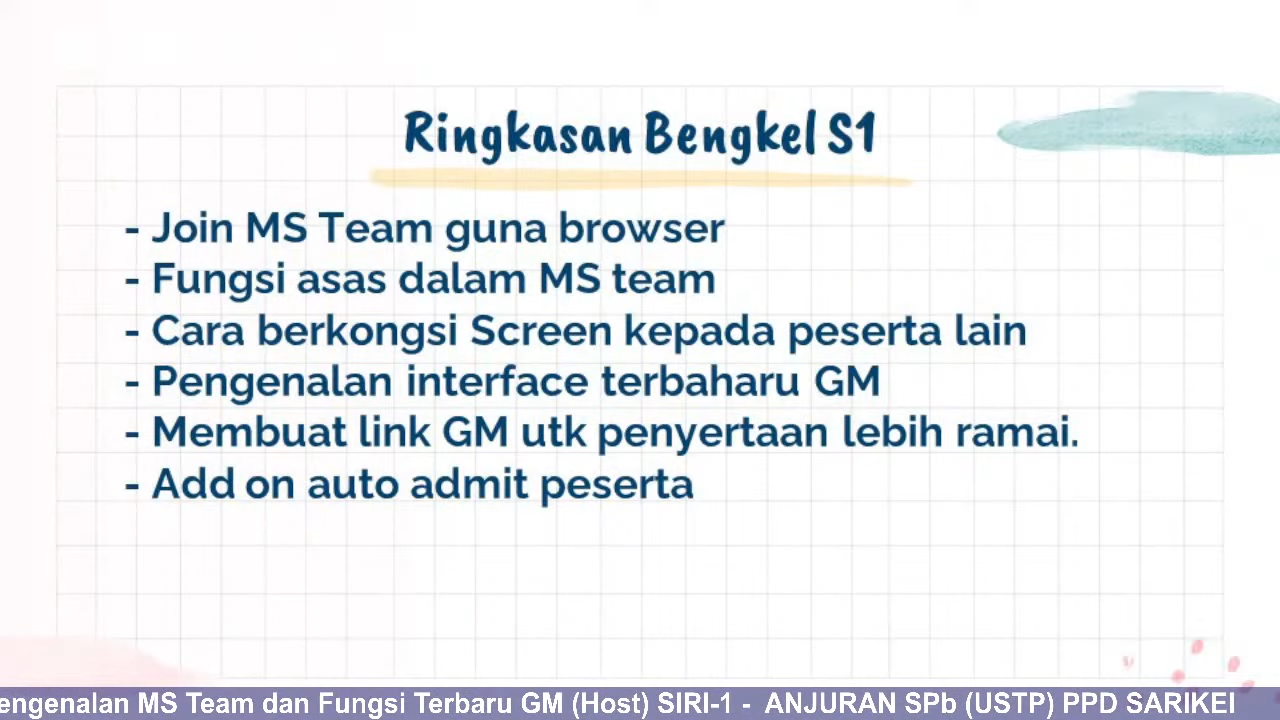 Ringkasan Bengkel S1
- Join MS Team guna browser
- Fungsi asas dalam MS team
- Cara berkongsi Screen kepada peserta lain
- Pengenalan interface terbaharu GM
- Membuat link GM utk penyertaan lebih ramai.
- Add on auto admit peserta
engenalan MS Team dan Fungsi Terbaru GM (Host) SIRI-1 - ANJURAN SPb (USTP) PPD SARIKEI